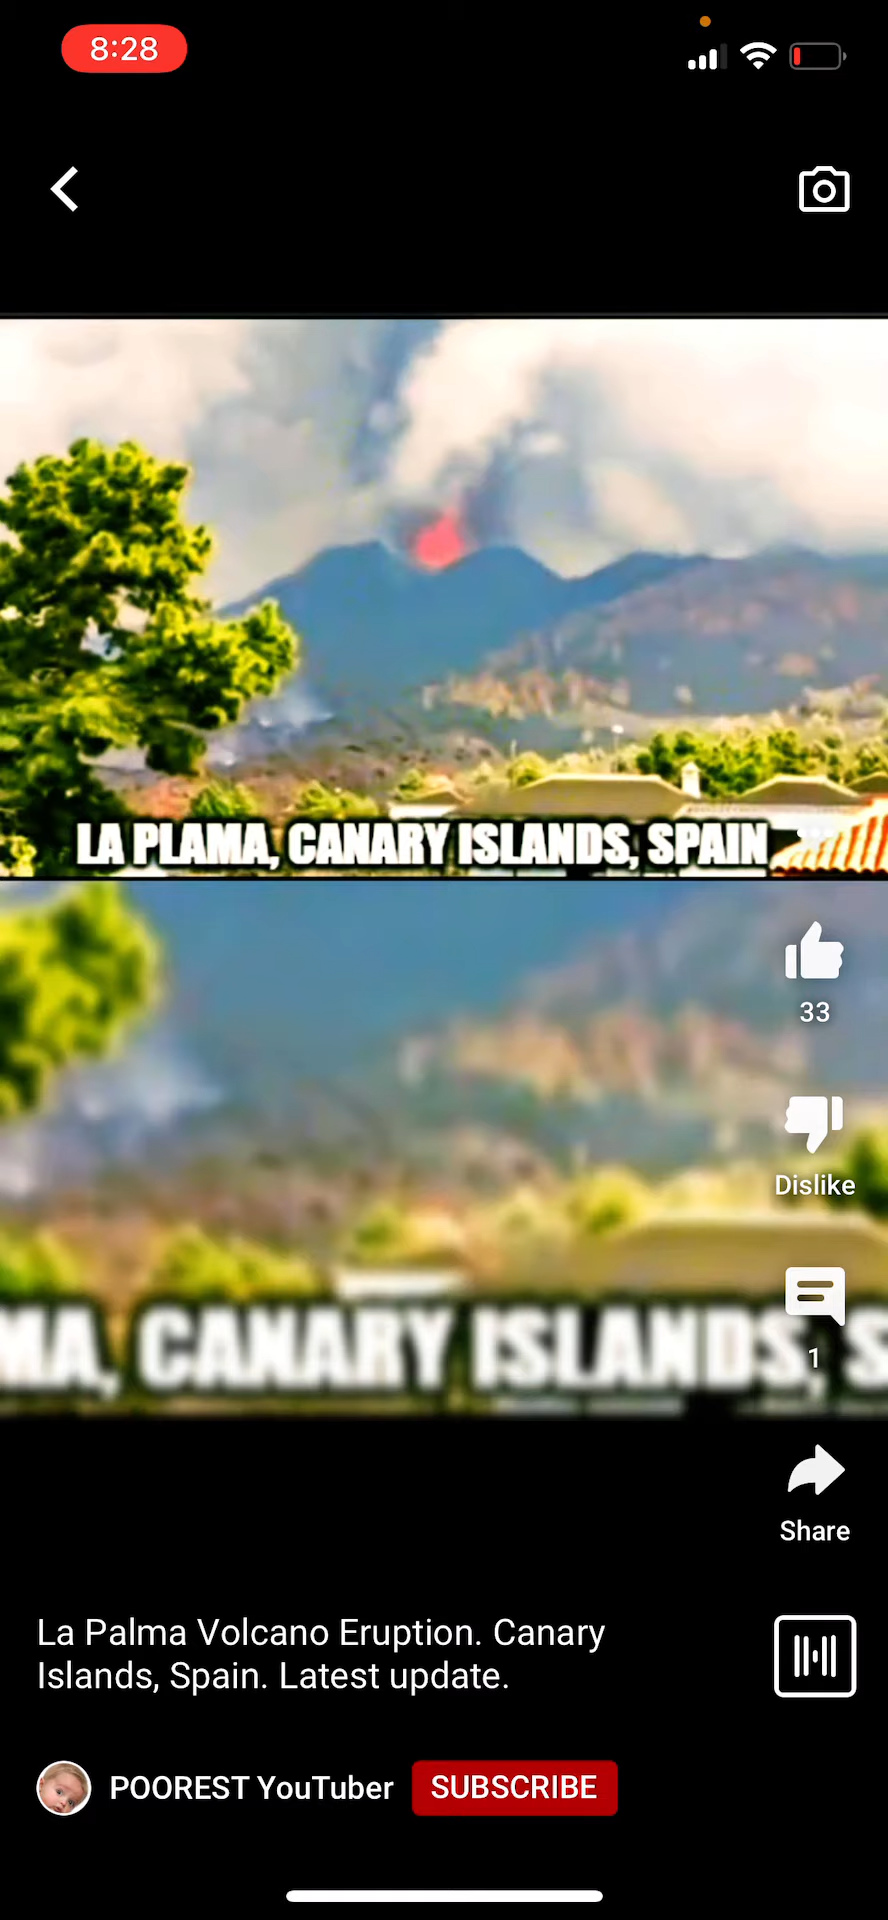 8:28
LA PLAMA, CANARY ISLANDS, SPAIN
33
Dislike
MA, CANARY ISLANDS, S
1
Share
La Palma Volcano Eruption. Canary
Islands, Spain. Latest update.
POOREST YouTuber SUBSCRIBE